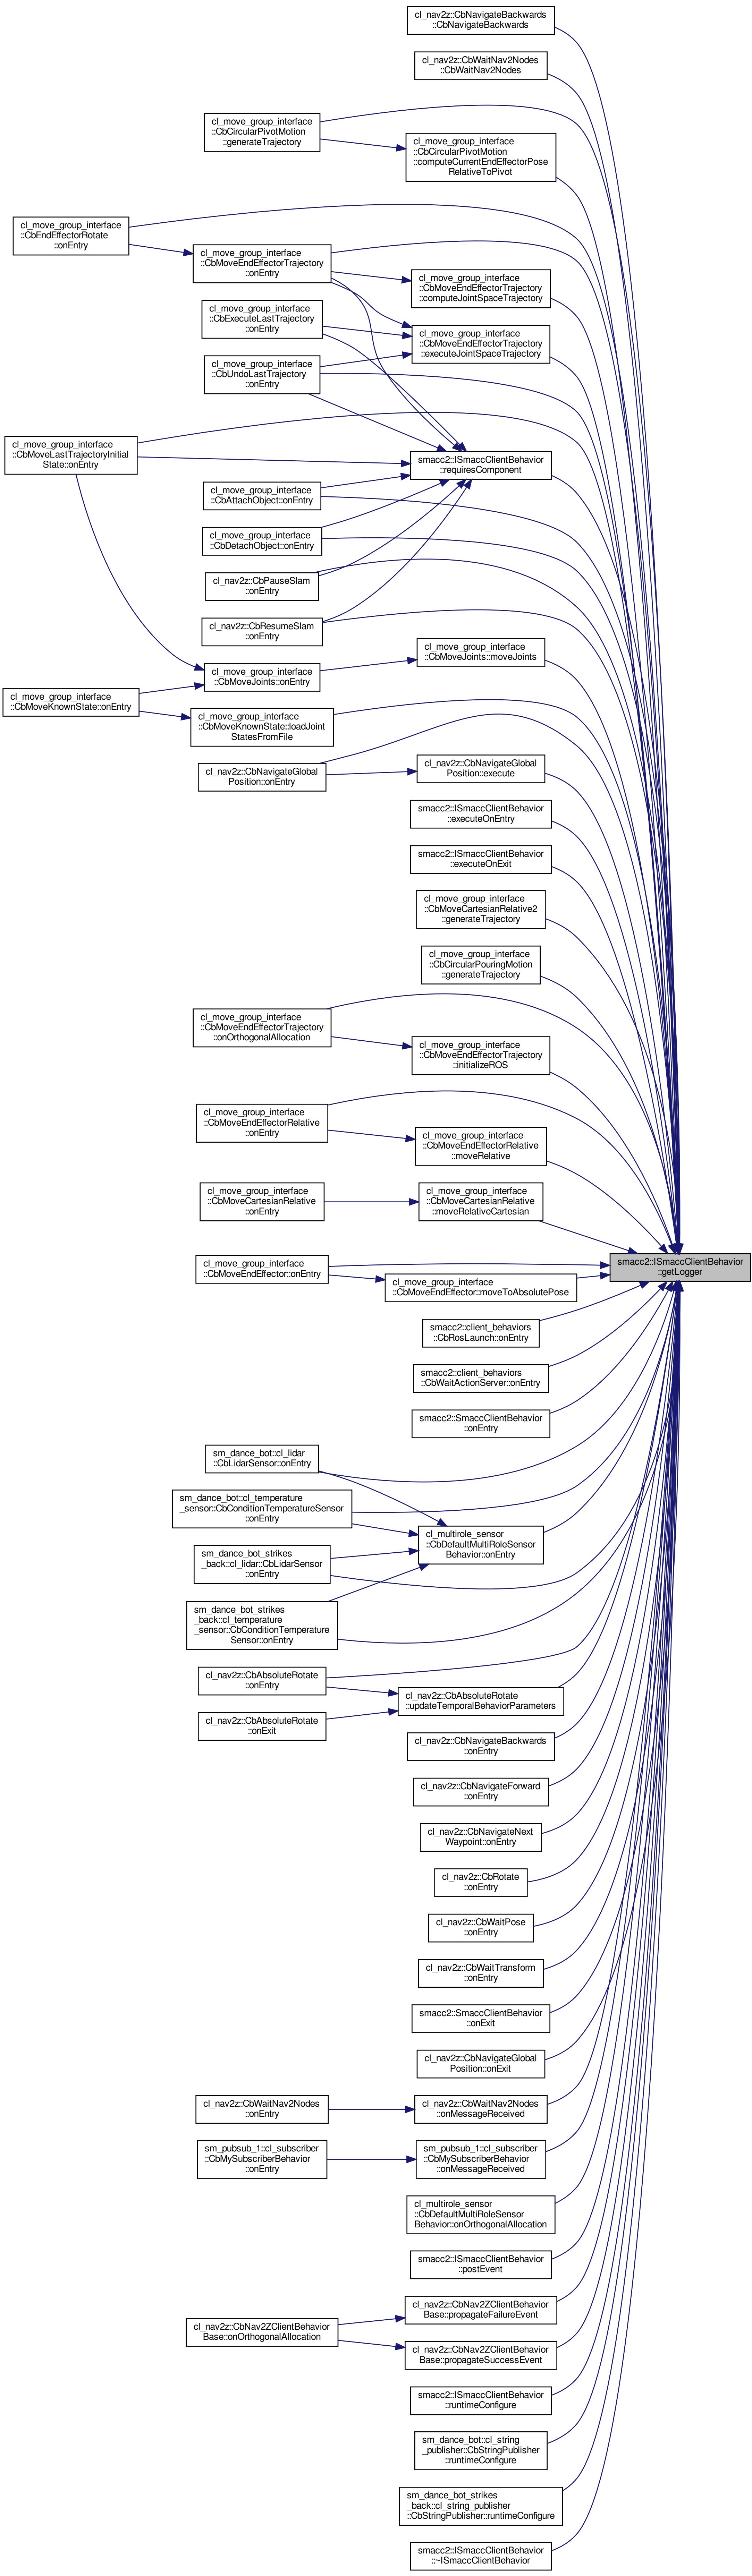 cl_nav2z::CbNavigateBackwards
::CbNavigateBackwards
cl_nav2z::CbWaitNav2Nodes
::CbWaitNav2Nodes
cl_move_group_interface
::CbCircularPivotMotion
::generateTrajectory
cl_move_group_interface
::CbCircularPivotMotion
::computeCurrentEndEffectorPose
RelativeToPivot
cl_move_group_interface
::CbEndEffectorRotate
::onEntry
cl_move_group_interface
::CbMoveEndEffectorTrajectory
::onEntry
cl_move_group_interface
::CbMoveEndEffectorTrajectory
::computeJointSpaceTrajectory
cl_move_group_interface
::CbExecuteLastTrajectory
::onEntry
cl_move_group_interface
::CbMoveEndEffectorTrajectory
::executeJointSpaceTrajectory
cl_move_group_interface
::CbUndoLastTrajectory
::onEntry
cl_move_group_interface
::CbMoveLastTrajectoryInitial
State::onEntry
smacc2::ISmaccClientBehavior
::requiresComponent
cl_move_group_interface
::CbAttachObject::onEntry
cl_move_group_interface
::CbDetachObject::onEntry
cl_nav2z::CbPauseSlam
::onEntry
cl_nav2z::CbResumeSlam
::onEntry
cl_move_group_interface
::CbMoveJoints::moveJoints
cl_move_group_interface
::CbMoveJoints::onEntry
cl_move_group_interface
::CbMoveKnownState::onEntry
cl_move_group_interface
::CbMoveKnownState::loadJoint
StatesFromFile
cl_nav2z::CbNavigateGlobal
Position::onEntry
cl_nav2z::CbNavigateGlobal
Position::execute
smacc2::ISmaccClientBehavior
::executeOnEntry
smacc2::ISmaccClientBehavior
::executeOnExit
cl_move_group_interface
::CbMoveCartesianRelative2
::generateTrajectory
cl_move_group_interface
::CbCircularPouringMotion
::generateTrajectory
cl_move_group_interface
::CbMoveEndEffectorTrajectory
::onOrthogonalAllocation
cl_move_group_interface
::CbMoveEndEffectorTrajectory
::initializeROS
cl_move_group_interface
::CbMoveEndEffectorRelative
::onEntry
cl_move_group_interface
::CbMoveEndEffectorRelative
::moveRelative
cl_move_group_interface
::CbMoveCartesianRelative
::onEntry
cl_move_group_interface
::CbMoveCartesianRelative
::moveRelativeCartesian
smacc2::ISmaccClientBehavior
::getLogger
cl_move_group_interface
::CbMoveEndEffector::onEntry
cl_move_group_interface
::CbMoveEndEffector::moveToAbsolutePose
smacc2::client_behaviors
::CbRosLaunch::onEntry
smacc2::client_behaviors
::CbWaitActionServer::onEntry
smacc2::SmaccClientBehavior
::onEntry
sm_dance_bot::cl_lidar
::CbLidarSensor::onEntry
sm_dance_bot::cl_temperature
_sensor::CbConditionTemperatureSensor
::onEntry
cl_multirole_sensor
::CbDefaultMultiRoleSensor
Behavior::onEntry
sm_dance_bot_strikes
_back::cl_lidar::CbLidarSensor
::onEntry
sm_dance_bot_strikes
_back::cl_temperature
_sensor::CbConditionTemperature
Sensor::onEntry
cl_nav2z::CbAbsoluteRotate
::onEntry
cl_nav2z::CbAbsoluteRotate
::updateTemporalBehaviorParameters
cl_nav2z::CbAbsoluteRotate
::onExit
cl_nav2z::CbNavigateBackwards
::onEntry
cl_nav2z::CbNavigateForward
::onEntry
cl_nav2z::CbNavigateNext
Waypoint::onEntry
cl_nav2z::CbRotate
::onEntry
cl_nav2z::CbWaitPose
::onEntry
cl_nav2z::CbWaitTransform
::onEntry
smacc2::SmaccClientBehavior
::onExit
cl_nav2z::CbNavigateGlobal
Position::onExit
cl_nav2z::CbWaitNav2Nodes
::onEntry
cl_nav2z::CbWaitNav2Nodes
::onMessageReceived
sm_pubsub_1::cl_subscriber
::CbMySubscriberBehavior
::onEntry
sm_pubsub_1::cl_subscriber
::CbMySubscriberBehavior
::onMessageReceived
cl_multirole_sensor
::CbDefaultMultiRoleSensor
Behavior::onOrthogonalAllocation
smacc2::ISmaccClientBehavior
::postEvent
cl_nav2z::CbNav2ZClientBehavior
Base::propagateFailureEvent
cl_nav2z::CbNav2ZClientBehavior
Base::onOrthogonalAllocation
cl_nav2z::CbNav2ZClientBehavior
Base::propagateSuccessEvent
smacc2::ISmaccClientBehavior
::runtimeConfigure
sm_dance_bot::cl_string
_publisher::CbStringPublisher
::runtimeConfigure
sm_dance_bot_strikes
_back::cl_string_publisher
::CbStringPublisher::runtimeConfigure
smacc2::ISmaccClientBehavior
::~ISmaccClientBehavior